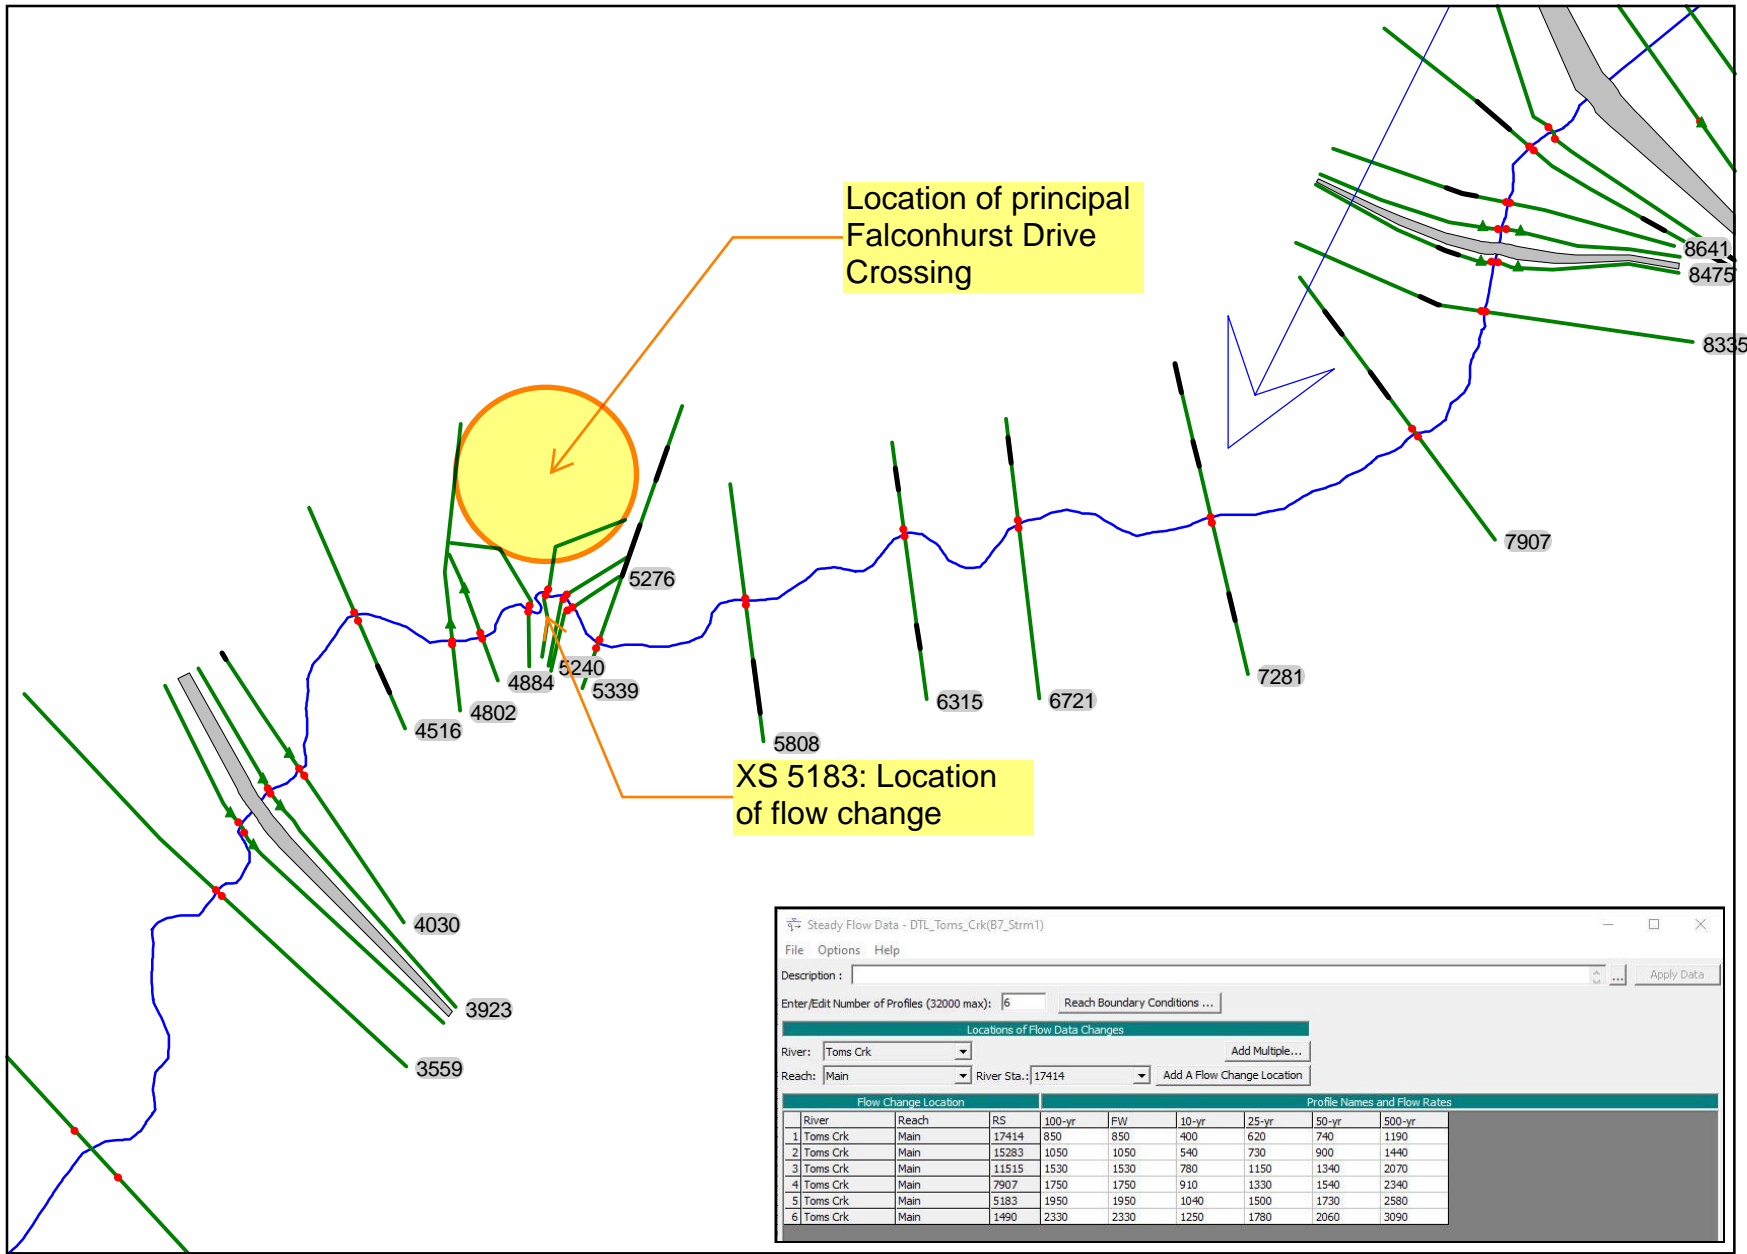 Location of principal
Falconhurst Drive
Crossing
8641
8475
8335
7907
5276
5240
4884
5339
7281
6721
6315
4802
4516
5808
XS 5183: Location
of flow change
4030
3923
3559
Steady Flow Data - DTL_Toms_Crk(B7_Strm1)
File Options Help
Description : ... Apply Data
Enter/Edit Number of Profiles (32000 max): 6 Reach Boundary Conditions ...
Locations of Flow Data Changes
River: Toms Crk Add Multiple...
Reach: Main River Sta.: 17414 Add A Flow Change Location
Flow Change Location Profile Names and Flow Rates
River Reach RS 100-yr FW 10-yr 25-yr 50-yr 500-yr
1 Toms Crk Main 17414 850 850 400 620 740 1190
2 Toms Crk Main 15283 1050 1050 540 730 900 1440
3 Toms Crk Main 11515 1530 1530 780 1150 1340 2070
4 Toms Crk Main 7907 1750 1750 910 1330 1540 2340
5 Toms Crk Main 5183 1950 1950 1040 1500 1730 2580
6 Toms Crk Main 1490 2330 2330 1250 1780 2060 3090